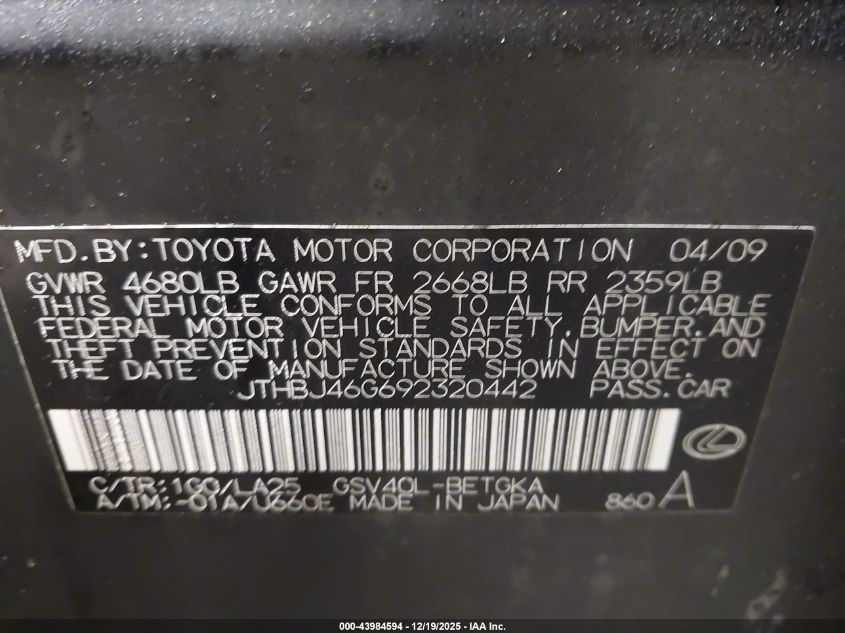 MFD.BY:TOYOTA MOTOR CORPORATION 04/09
GVWR 4680LB GAWR FR 2668LB RR 2359LB
THIS VEHICLE CONFORMS TO ALL APPLICABLE
FEDERAL MOTOR VEHICLE SAFETY, BUMPER, AND
THEFT PREVENTION STANDARDS IN EFFECT ON
THE DATE OF MANUFACTURE SHOWN ABOVE.
JTHBJ46G692320442 PASS.CAR
C/TR:1G0/LA25 GSV40L-BETGKA
A/TM:-01A/U660E MADE IN JAPAN 860 A
000-43984594 | 12/19/2025 - IAA Inc.